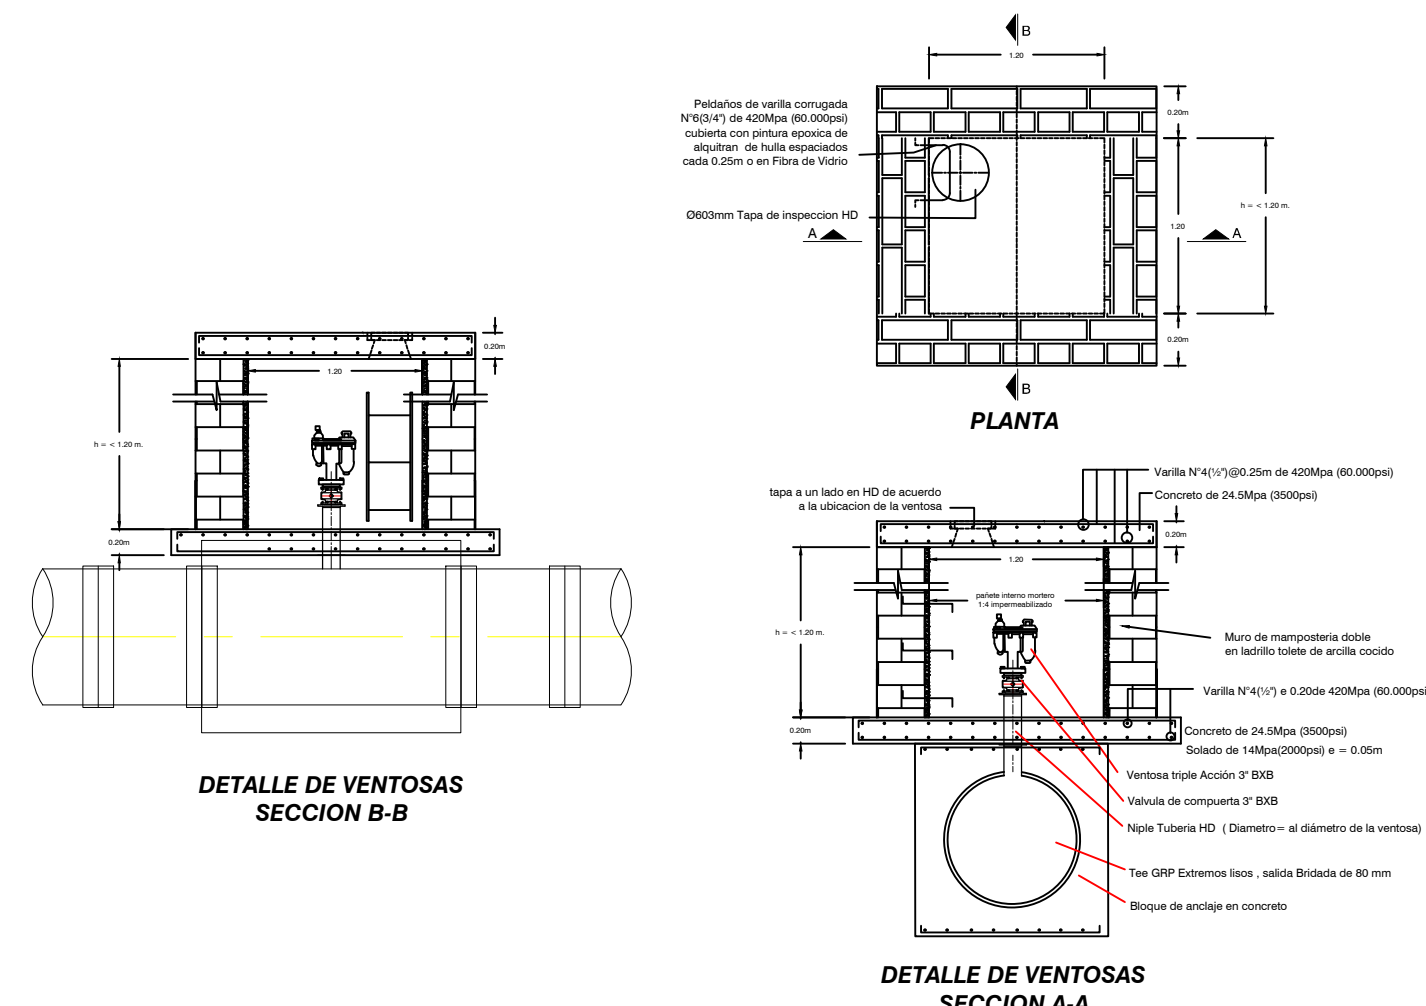 B
1.20
Peldaños de varilla corrugada
N°6(3/4") de 420Mpa (60.000psi)
cubierta con pintura epoxica de
alquitran de hulla espaciados
cada 0.25m o en Fibra de Vidrio
Ø603mm Tapa de inspeccion HD
A
A
0.20m
1.20
h = < 1.20 m.
0.20m
B
PLANTA
0.20m
1.20
h = < 1.20 m.
0.20m
DETALLE DE VENTOSAS
SECCION B-B
tapa a un lado en HD de acuerdo
a la ubicacion de la ventosa
Varilla N°4(½")@0.25m de 420Mpa (60.000psi)
Concreto de 24.5Mpa (3500psi)
0.20m
1.20
pañete interno mortero
1:4 impermeabilizado
h = < 1.20 m.
Muro de mamposteria doble
en ladrillo tolete de arcilla cocido
Varilla N°4(½") e 0.20de 420Mpa (60.000psi
0.20m
Concreto de 24.5Mpa (3500psi)
Solado de 14Mpa(2000psi) e = 0.05m
Ventosa triple Acción 3" BXB
Valvula de compuerta 3" BXB
Niple Tuberia HD ( Diametro= al diámetro de la ventosa)
Tee GRP Extremos lisos , salida Bridada de 80 mm
Bloque de anclaje en concreto
DETALLE DE VENTOSAS
SECCION A-A